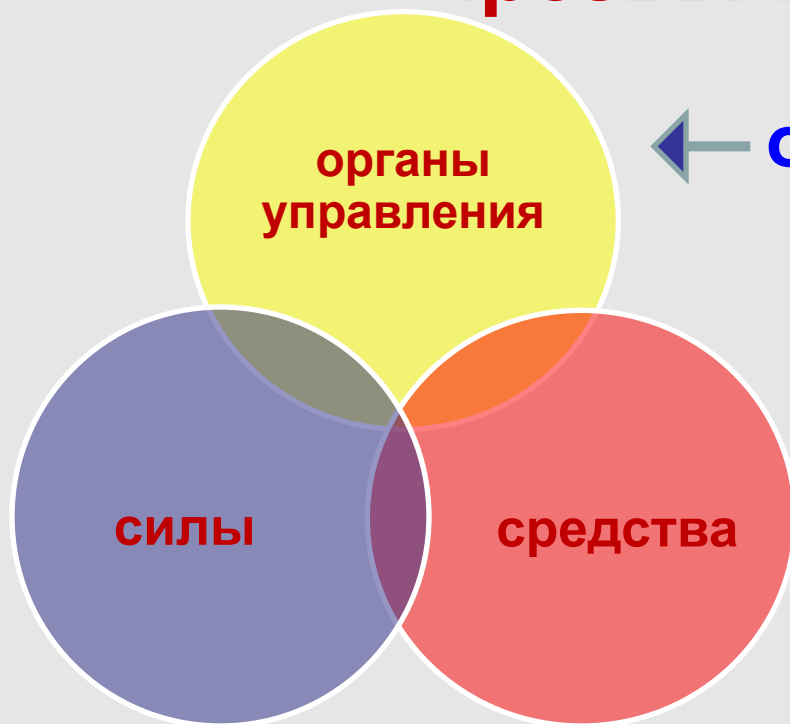 органы
управления
силы
средства